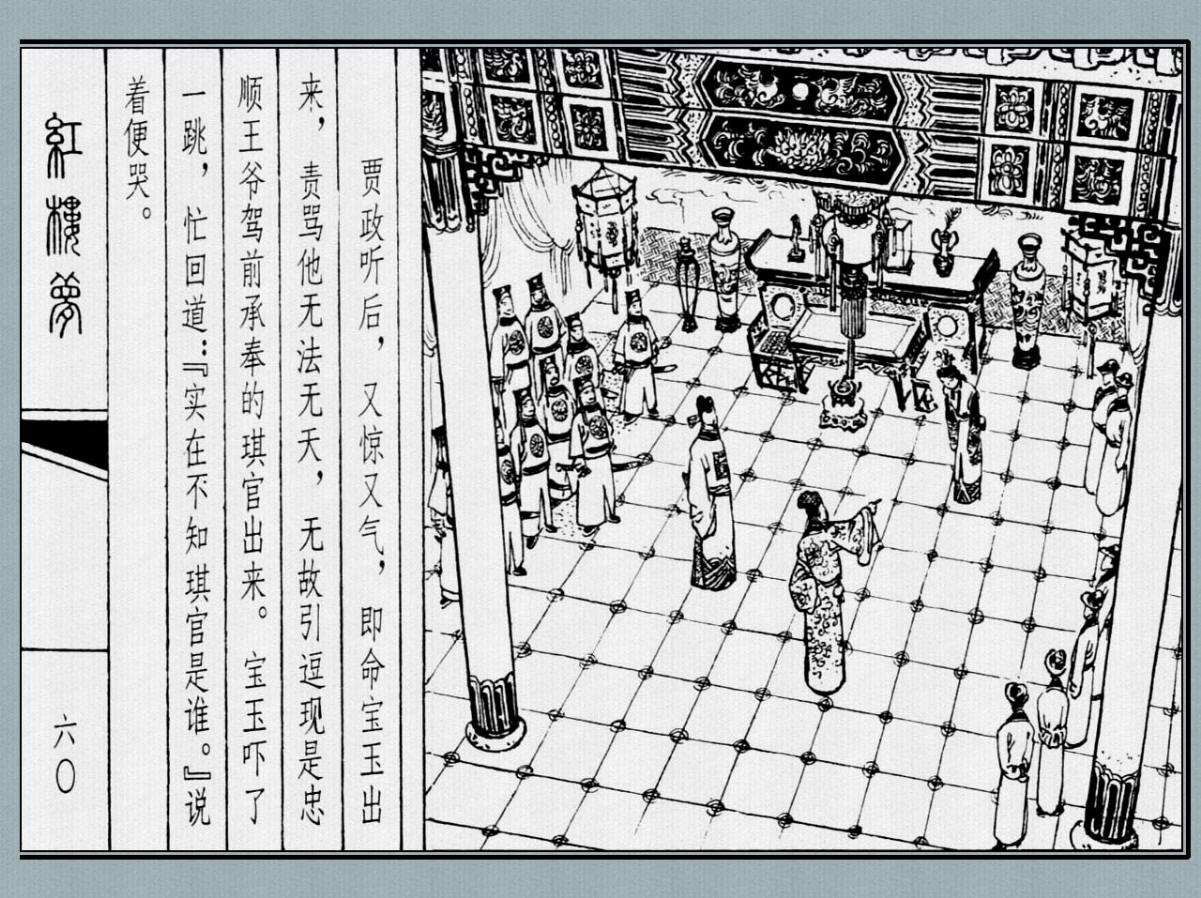 贾政听后，又惊又气，即命宝玉出
来，责骂他无法无天，无故引逗现是忠
顺王爷驾前承奉的琪官出来。宝玉吓了
一跳，忙回道：『实在不知琪官是谁。』说
着便哭。
紅樓夢
六〇